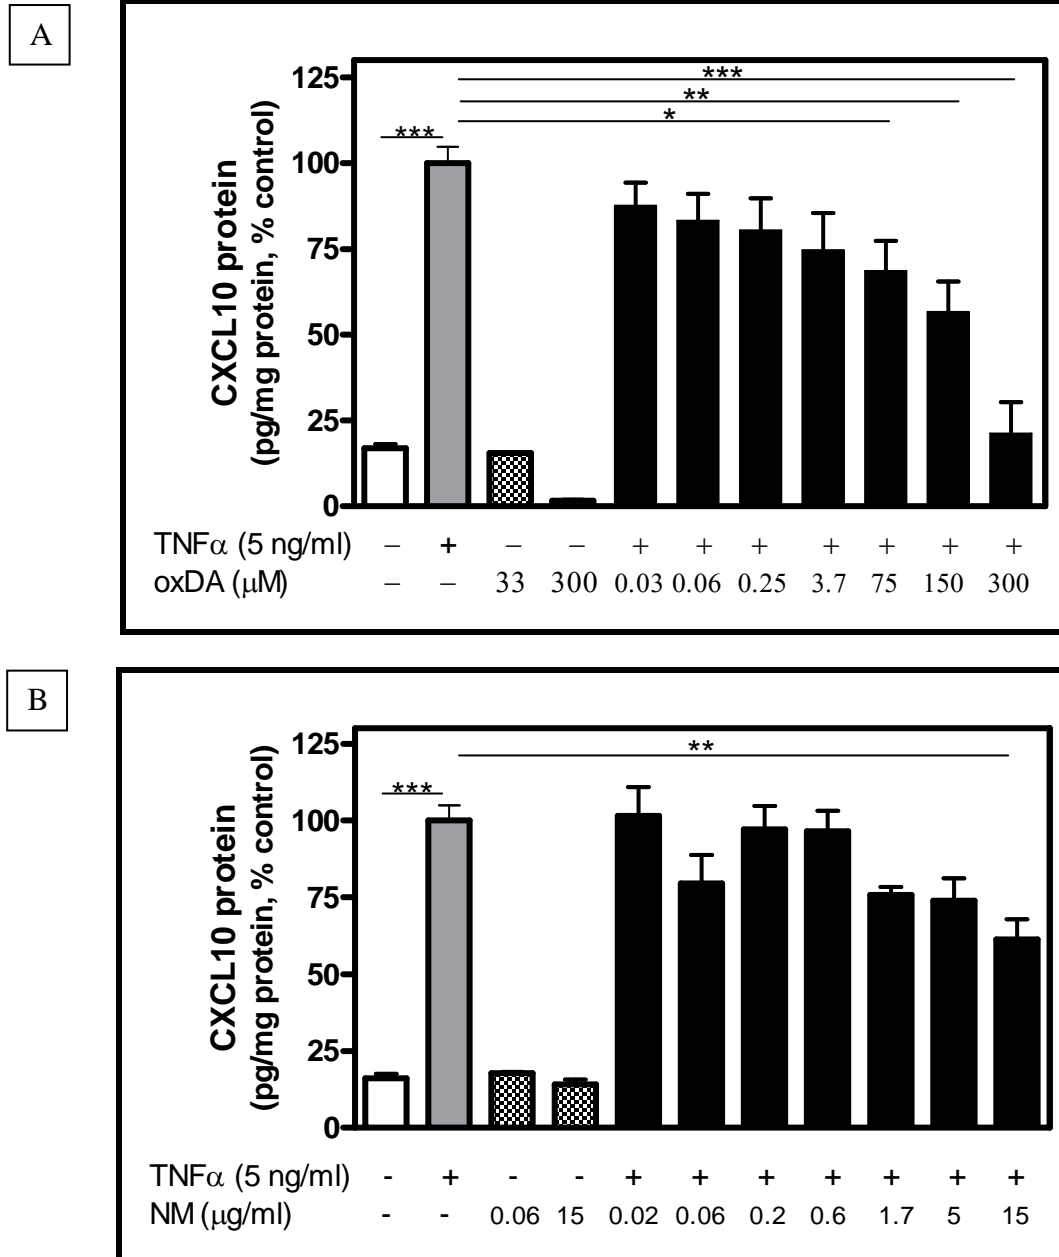 A
CXCL10 protein
(pg/mg protein, % control)
125
100
75
50
25
0
***
**
*
***
TNFα (5 ng/ml) – + – – + + + + + + +
oxDA (μM) – – 33 300 0.03 0.06 0.25 3.7 75 150 300
B
CXCL10 protein
(pg/mg protein, % control)
125
100
75
50
25
0
**
***
TNFα (5 ng/ml) - + - - + + + + + + +
NM (μg/ml) - - 0.06 15 0.02 0.06 0.2 0.6 1.7 5 15